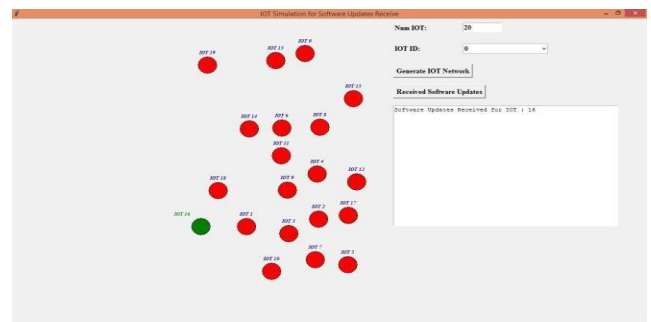 IOT Simulation for Software Updates Receive
Num IOT: 20
IOT ID: 0
Generate IOT Network
Received Software Updates
Software Updates Received for IOT : 16
IOT 19
IOT 15
IOT 0
IOT 13
IOT 14
IOT 6
IOT 8
IOT 11
IOT 4
IOT 12
IOT 18
IOT 9
IOT 16
IOT 1
IOT 3
IOT 2
IOT 17
IOT 7
IOT 5
IOT 10